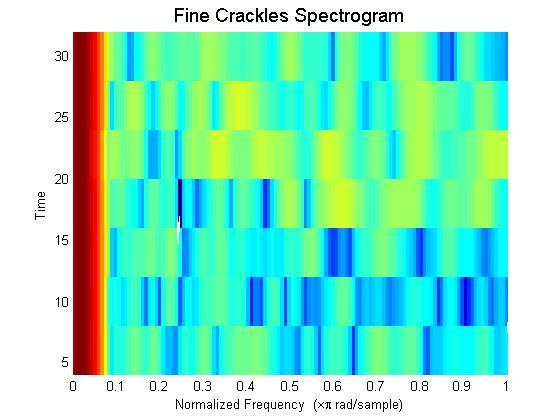 Fine Crackles Spectrogram
30
25
20
15
10
5
Time
0 0.1 0.2 0.3 0.4 0.5 0.6 0.7 0.8 0.9 1
Normalized Frequency (×π rad/sample)